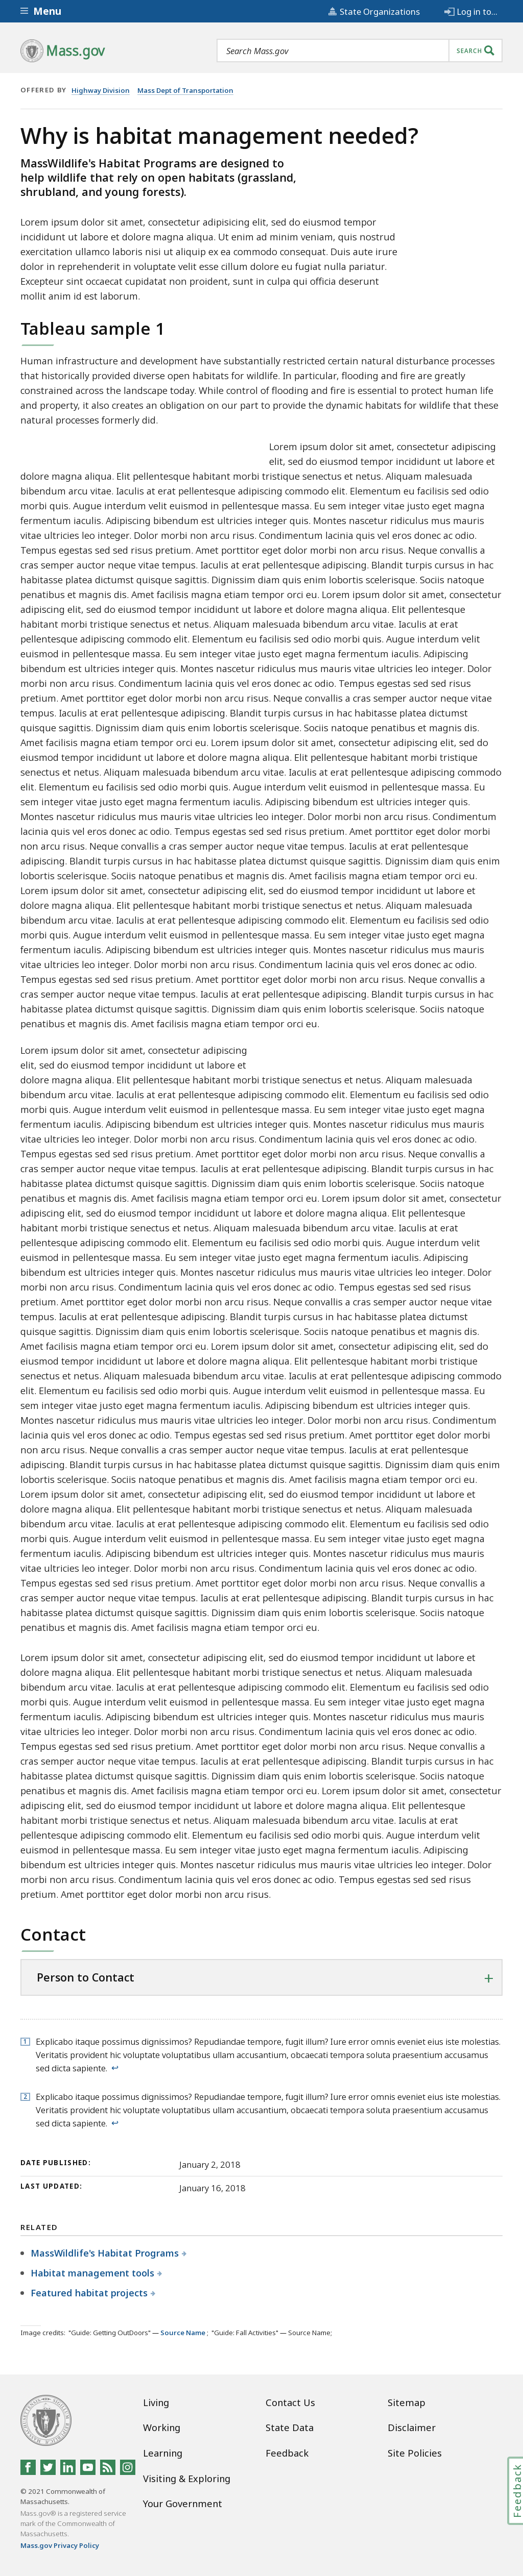 Menu
State Organizations
Log in to...
Mass.gov
Search Mass.gov
SEARCH
OFFERED BY Highway Division Mass Dept of Transportation
Why is habitat management needed?
MassWildlife's Habitat Programs are designed to
help wildlife that rely on open habitats (grassland,
shrubland, and young forests).
Lorem ipsum dolor sit amet, consectetur adipisicing elit, sed do eiusmod tempor
incididunt ut labore et dolore magna aliqua. Ut enim ad minim veniam, quis nostrud
exercitation ullamco laboris nisi ut aliquip ex ea commodo consequat. Duis aute irure
dolor in reprehenderit in voluptate velit esse cillum dolore eu fugiat nulla pariatur.
Excepteur sint occaecat cupidatat non proident, sunt in culpa qui officia deserunt
mollit anim id est laborum.
Tableau sample 1
Human infrastructure and development have substantially restricted certain natural disturbance processes
that historically provided diverse open habitats for wildlife. In particular, flooding and fire are greatly
constrained across the landscape today. While control of flooding and fire is essential to protect human life
and property, it also creates an obligation on our part to provide the dynamic habitats for wildlife that these
natural processes formerly did.
Lorem ipsum dolor sit amet, consectetur adipiscing
elit, sed do eiusmod tempor incididunt ut labore et
dolore magna aliqua. Elit pellentesque habitant morbi tristique senectus et netus. Aliquam malesuada
bibendum arcu vitae. Iaculis at erat pellentesque adipiscing commodo elit. Elementum eu facilisis sed odio
morbi quis. Augue interdum velit euismod in pellentesque massa. Eu sem integer vitae justo eget magna
fermentum iaculis. Adipiscing bibendum est ultricies integer quis. Montes nascetur ridiculus mus mauris
vitae ultricies leo integer. Dolor morbi non arcu risus. Condimentum lacinia quis vel eros donec ac odio.
Tempus egestas sed sed risus pretium. Amet porttitor eget dolor morbi non arcu risus. Neque convallis a
cras semper auctor neque vitae tempus. Iaculis at erat pellentesque adipiscing. Blandit turpis cursus in hac
habitasse platea dictumst quisque sagittis. Dignissim diam quis enim lobortis scelerisque. Sociis natoque
penatibus et magnis dis. Amet facilisis magna etiam tempor orci eu. Lorem ipsum dolor sit amet, consectetur
adipiscing elit, sed do eiusmod tempor incididunt ut labore et dolore magna aliqua. Elit pellentesque
habitant morbi tristique senectus et netus. Aliquam malesuada bibendum arcu vitae. Iaculis at erat
pellentesque adipiscing commodo elit. Elementum eu facilisis sed odio morbi quis. Augue interdum velit
euismod in pellentesque massa. Eu sem integer vitae justo eget magna fermentum iaculis. Adipiscing
bibendum est ultricies integer quis. Montes nascetur ridiculus mus mauris vitae ultricies leo integer. Dolor
morbi non arcu risus. Condimentum lacinia quis vel eros donec ac odio. Tempus egestas sed sed risus
pretium. Amet porttitor eget dolor morbi non arcu risus. Neque convallis a cras semper auctor neque vitae
tempus. Iaculis at erat pellentesque adipiscing. Blandit turpis cursus in hac habitasse platea dictumst
quisque sagittis. Dignissim diam quis enim lobortis scelerisque. Sociis natoque penatibus et magnis dis.
Amet facilisis magna etiam tempor orci eu. Lorem ipsum dolor sit amet, consectetur adipiscing elit, sed do
eiusmod tempor incididunt ut labore et dolore magna aliqua. Elit pellentesque habitant morbi tristique
senectus et netus. Aliquam malesuada bibendum arcu vitae. Iaculis at erat pellentesque adipiscing commodo
elit. Elementum eu facilisis sed odio morbi quis. Augue interdum velit euismod in pellentesque massa. Eu
sem integer vitae justo eget magna fermentum iaculis. Adipiscing bibendum est ultricies integer quis.
Montes nascetur ridiculus mus mauris vitae ultricies leo integer. Dolor morbi non arcu risus. Condimentum
lacinia quis vel eros donec ac odio. Tempus egestas sed sed risus pretium. Amet porttitor eget dolor morbi
non arcu risus. Neque convallis a cras semper auctor neque vitae tempus. Iaculis at erat pellentesque
adipiscing. Blandit turpis cursus in hac habitasse platea dictumst quisque sagittis. Dignissim diam quis enim
lobortis scelerisque. Sociis natoque penatibus et magnis dis. Amet facilisis magna etiam tempor orci eu.
Lorem ipsum dolor sit amet, consectetur adipiscing elit, sed do eiusmod tempor incididunt ut labore et
dolore magna aliqua. Elit pellentesque habitant morbi tristique senectus et netus. Aliquam malesuada
bibendum arcu vitae. Iaculis at erat pellentesque adipiscing commodo elit. Elementum eu facilisis sed odio
morbi quis. Augue interdum velit euismod in pellentesque massa. Eu sem integer vitae justo eget magna
fermentum iaculis. Adipiscing bibendum est ultricies integer quis. Montes nascetur ridiculus mus mauris
vitae ultricies leo integer. Dolor morbi non arcu risus. Condimentum lacinia quis vel eros donec ac odio.
Tempus egestas sed sed risus pretium. Amet porttitor eget dolor morbi non arcu risus. Neque convallis a
cras semper auctor neque vitae tempus. Iaculis at erat pellentesque adipiscing. Blandit turpis cursus in hac
habitasse platea dictumst quisque sagittis. Dignissim diam quis enim lobortis scelerisque. Sociis natoque
penatibus et magnis dis. Amet facilisis magna etiam tempor orci eu.
Lorem ipsum dolor sit amet, consectetur adipiscing
elit, sed do eiusmod tempor incididunt ut labore et
dolore magna aliqua. Elit pellentesque habitant morbi tristique senectus et netus. Aliquam malesuada
bibendum arcu vitae. Iaculis at erat pellentesque adipiscing commodo elit. Elementum eu facilisis sed odio
morbi quis. Augue interdum velit euismod in pellentesque massa. Eu sem integer vitae justo eget magna
fermentum iaculis. Adipiscing bibendum est ultricies integer quis. Montes nascetur ridiculus mus mauris
vitae ultricies leo integer. Dolor morbi non arcu risus. Condimentum lacinia quis vel eros donec ac odio.
Tempus egestas sed sed risus pretium. Amet porttitor eget dolor morbi non arcu risus. Neque convallis a
cras semper auctor neque vitae tempus. Iaculis at erat pellentesque adipiscing. Blandit turpis cursus in hac
habitasse platea dictumst quisque sagittis. Dignissim diam quis enim lobortis scelerisque. Sociis natoque
penatibus et magnis dis. Amet facilisis magna etiam tempor orci eu. Lorem ipsum dolor sit amet, consectetur
adipiscing elit, sed do eiusmod tempor incididunt ut labore et dolore magna aliqua. Elit pellentesque
habitant morbi tristique senectus et netus. Aliquam malesuada bibendum arcu vitae. Iaculis at erat
pellentesque adipiscing commodo elit. Elementum eu facilisis sed odio morbi quis. Augue interdum velit
euismod in pellentesque massa. Eu sem integer vitae justo eget magna fermentum iaculis. Adipiscing
bibendum est ultricies integer quis. Montes nascetur ridiculus mus mauris vitae ultricies leo integer. Dolor
morbi non arcu risus. Condimentum lacinia quis vel eros donec ac odio. Tempus egestas sed sed risus
pretium. Amet porttitor eget dolor morbi non arcu risus. Neque convallis a cras semper auctor neque vitae
tempus. Iaculis at erat pellentesque adipiscing. Blandit turpis cursus in hac habitasse platea dictumst
quisque sagittis. Dignissim diam quis enim lobortis scelerisque. Sociis natoque penatibus et magnis dis.
Amet facilisis magna etiam tempor orci eu. Lorem ipsum dolor sit amet, consectetur adipiscing elit, sed do
eiusmod tempor incididunt ut labore et dolore magna aliqua. Elit pellentesque habitant morbi tristique
senectus et netus. Aliquam malesuada bibendum arcu vitae. Iaculis at erat pellentesque adipiscing commodo
elit. Elementum eu facilisis sed odio morbi quis. Augue interdum velit euismod in pellentesque massa. Eu
sem integer vitae justo eget magna fermentum iaculis. Adipiscing bibendum est ultricies integer quis.
Montes nascetur ridiculus mus mauris vitae ultricies leo integer. Dolor morbi non arcu risus. Condimentum
lacinia quis vel eros donec ac odio. Tempus egestas sed sed risus pretium. Amet porttitor eget dolor morbi
non arcu risus. Neque convallis a cras semper auctor neque vitae tempus. Iaculis at erat pellentesque
adipiscing. Blandit turpis cursus in hac habitasse platea dictumst quisque sagittis. Dignissim diam quis enim
lobortis scelerisque. Sociis natoque penatibus et magnis dis. Amet facilisis magna etiam tempor orci eu.
Lorem ipsum dolor sit amet, consectetur adipiscing elit, sed do eiusmod tempor incididunt ut labore et
dolore magna aliqua. Elit pellentesque habitant morbi tristique senectus et netus. Aliquam malesuada
bibendum arcu vitae. Iaculis at erat pellentesque adipiscing commodo elit. Elementum eu facilisis sed odio
morbi quis. Augue interdum velit euismod in pellentesque massa. Eu sem integer vitae justo eget magna
fermentum iaculis. Adipiscing bibendum est ultricies integer quis. Montes nascetur ridiculus mus mauris
vitae ultricies leo integer. Dolor morbi non arcu risus. Condimentum lacinia quis vel eros donec ac odio.
Tempus egestas sed sed risus pretium. Amet porttitor eget dolor morbi non arcu risus. Neque convallis a
cras semper auctor neque vitae tempus. Iaculis at erat pellentesque adipiscing. Blandit turpis cursus in hac
habitasse platea dictumst quisque sagittis. Dignissim diam quis enim lobortis scelerisque. Sociis natoque
penatibus et magnis dis. Amet facilisis magna etiam tempor orci eu.
Lorem ipsum dolor sit amet, consectetur adipiscing elit, sed do eiusmod tempor incididunt ut labore et
dolore magna aliqua. Elit pellentesque habitant morbi tristique senectus et netus. Aliquam malesuada
bibendum arcu vitae. Iaculis at erat pellentesque adipiscing commodo elit. Elementum eu facilisis sed odio
morbi quis. Augue interdum velit euismod in pellentesque massa. Eu sem integer vitae justo eget magna
fermentum iaculis. Adipiscing bibendum est ultricies integer quis. Montes nascetur ridiculus mus mauris
vitae ultricies leo integer. Dolor morbi non arcu risus. Condimentum lacinia quis vel eros donec ac odio.
Tempus egestas sed sed risus pretium. Amet porttitor eget dolor morbi non arcu risus. Neque convallis a
cras semper auctor neque vitae tempus. Iaculis at erat pellentesque adipiscing. Blandit turpis cursus in hac
habitasse platea dictumst quisque sagittis. Dignissim diam quis enim lobortis scelerisque. Sociis natoque
penatibus et magnis dis. Amet facilisis magna etiam tempor orci eu. Lorem ipsum dolor sit amet, consectetur
adipiscing elit, sed do eiusmod tempor incididunt ut labore et dolore magna aliqua. Elit pellentesque
habitant morbi tristique senectus et netus. Aliquam malesuada bibendum arcu vitae. Iaculis at erat
pellentesque adipiscing commodo elit. Elementum eu facilisis sed odio morbi quis. Augue interdum velit
euismod in pellentesque massa. Eu sem integer vitae justo eget magna fermentum iaculis. Adipiscing
bibendum est ultricies integer quis. Montes nascetur ridiculus mus mauris vitae ultricies leo integer. Dolor
morbi non arcu risus. Condimentum lacinia quis vel eros donec ac odio. Tempus egestas sed sed risus
pretium. Amet porttitor eget dolor morbi non arcu risus.
Contact
Person to Contact
1 Explicabo itaque possimus dignissimos? Repudiandae tempore, fugit illum? Iure error omnis eveniet eius iste molestias.
Veritatis provident hic voluptate voluptatibus ullam accusantium, obcaecati tempora soluta praesentium accusamus
sed dicta sapiente. ↩
2 Explicabo itaque possimus dignissimos? Repudiandae tempore, fugit illum? Iure error omnis eveniet eius iste molestias.
Veritatis provident hic voluptate voluptatibus ullam accusantium, obcaecati tempora soluta praesentium accusamus
sed dicta sapiente. ↩
DATE PUBLISHED: January 2, 2018
LAST UPDATED: January 16, 2018
RELATED
MassWildlife's Habitat Programs
Habitat management tools
Featured habitat projects
Image credits: "Guide: Getting OutDoors" — Source Name ; "Guide: Fall Activities" — Source Name;
Living
Working
Learning
Visiting & Exploring
Your Government
Contact Us
State Data
Feedback
Sitemap
Disclaimer
Site Policies
© 2021 Commonwealth of
Massachusetts.
Mass.gov® is a registered service
mark of the Commonwealth of
Massachusetts.
Mass.gov Privacy Policy
Feedback